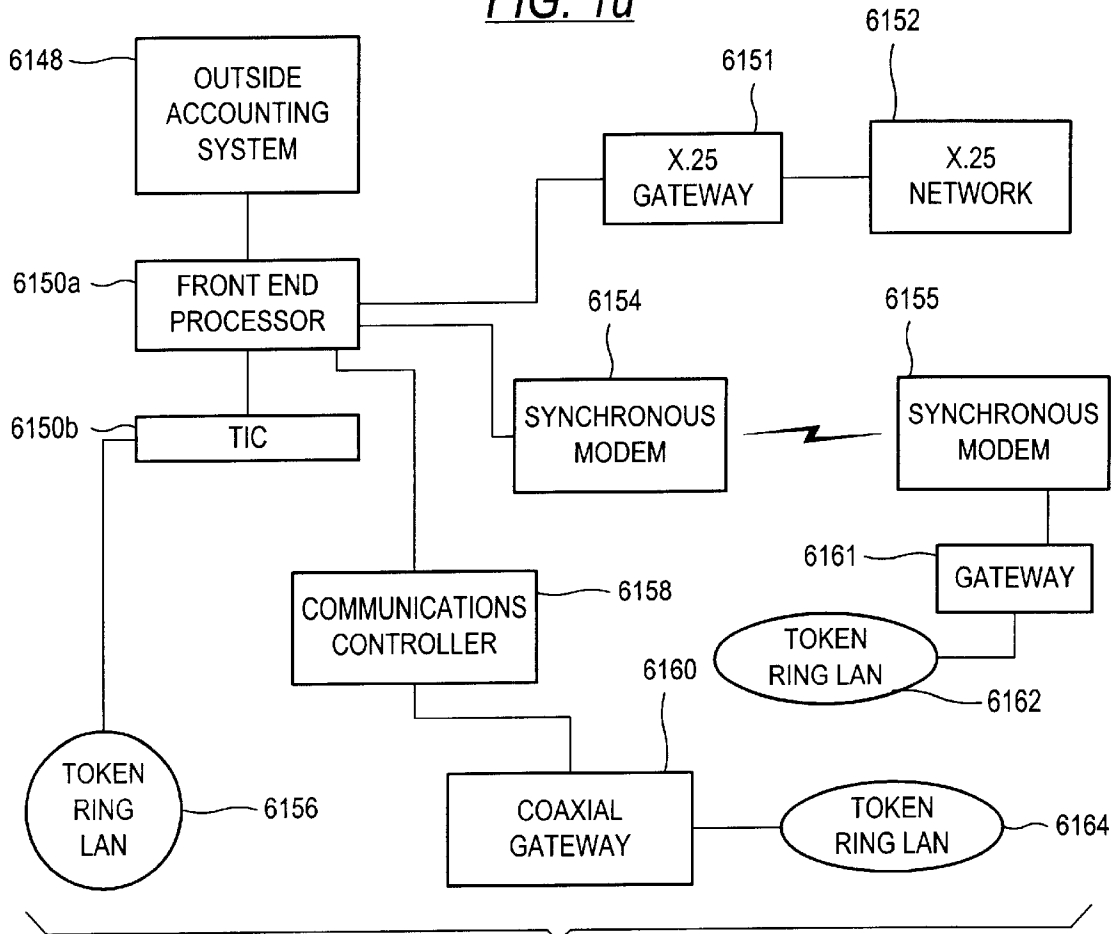 FIG. 1a
6148
OUTSIDE
ACCOUNTING
SYSTEM
6151
X.25
GATEWAY
6152
X.25
NETWORK
6150a
FRONT END
PROCESSOR
6150b
TIC
6154
SYNCHRONOUS
MODEM
6155
SYNCHRONOUS
MODEM
6161
GATEWAY
COMMUNICATIONS
CONTROLLER
6158
TOKEN
RING LAN
6162
TOKEN
RING
LAN
6156
6160
COAXIAL
GATEWAY
TOKEN
RING LAN
6164